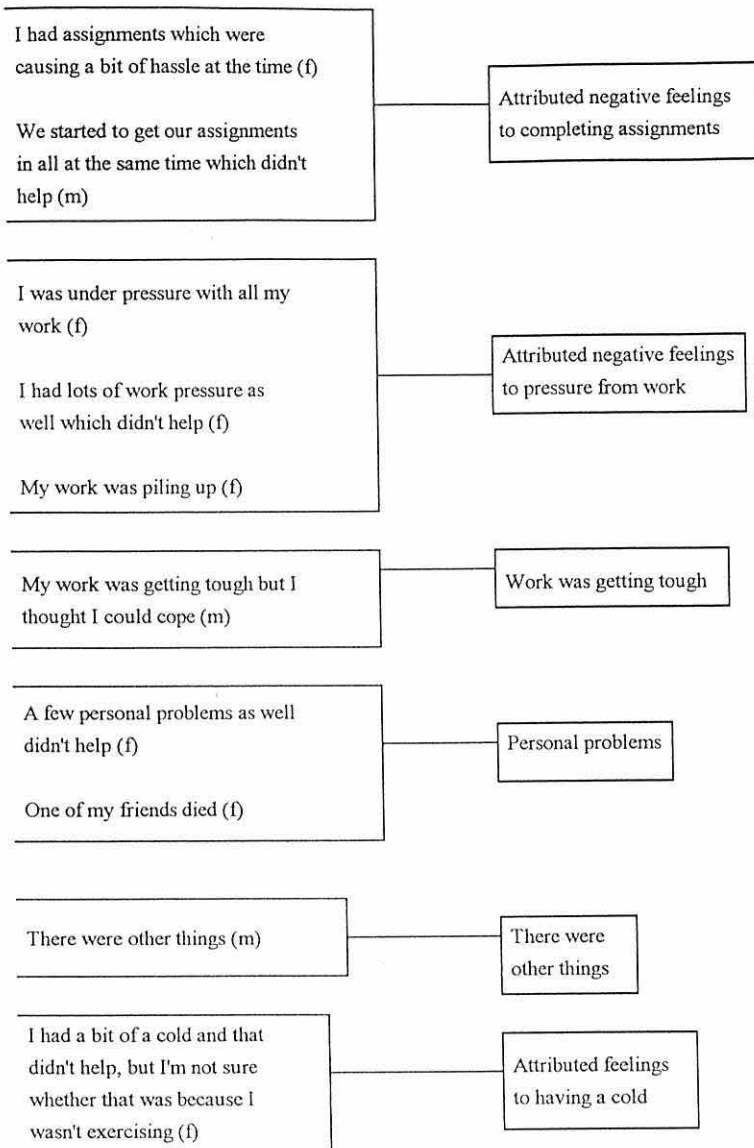 I had assignments which were
causing a bit of hassle at the time (f)
We started to get our assignments
in all at the same time which didn't
help (m)
Attributed negative feelings
to completing assignments
I was under pressure with all my
work (f)
I had lots of work pressure as
well which didn't help (f)
My work was piling up (f)
Attributed negative feelings
to pressure from work
My work was getting tough but I
thought I could cope (m)
Work was getting tough
A few personal problems as well
didn't help (f)
One of my friends died (f)
Personal problems
There were other things (m)
There were
other things
I had a bit of a cold and that
didn't help, but I'm not sure
whether that was because I
wasn't exercising (f)
Attributed feelings
to having a cold